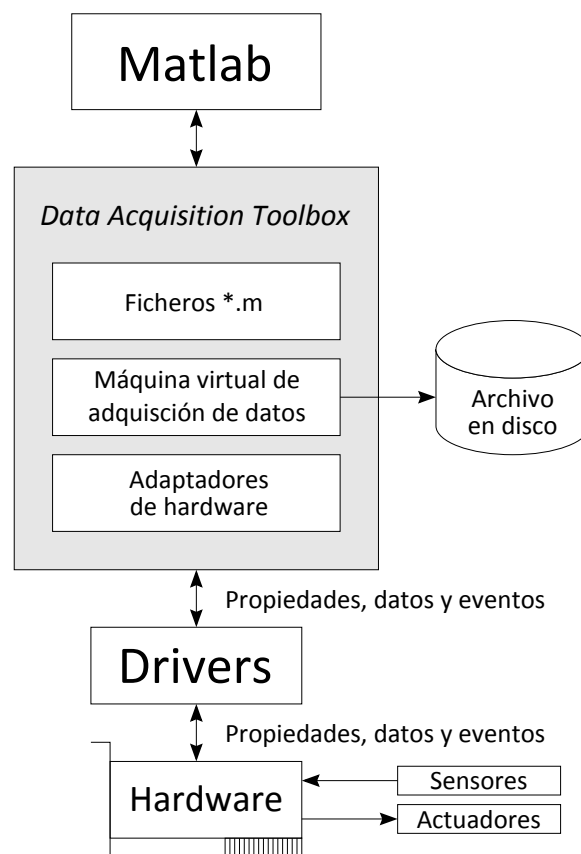 Matlab
Data Acquisition Toolbox
Ficheros *.m
Máquina virtual de
adquisción de datos
Archivo
en disco
Adaptadores
de hardware
Propiedades, datos y eventos
Drivers
Propiedades, datos y eventos
Hardware
Sensores
Actuadores